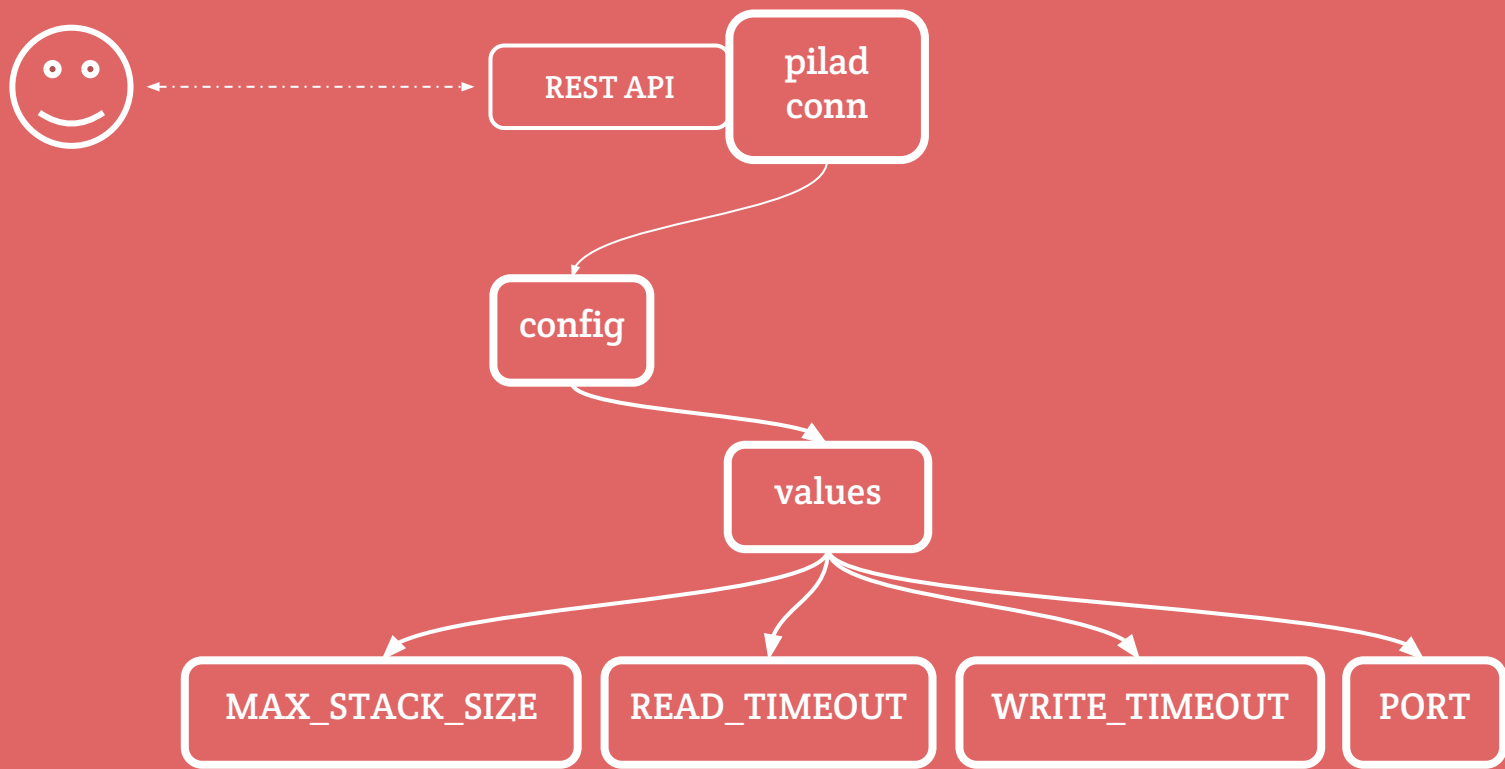 REST API
pilad
conn
config
values
MAX_STACK_SIZE
READ_TIMEOUT
WRITE_TIMEOUT
PORT